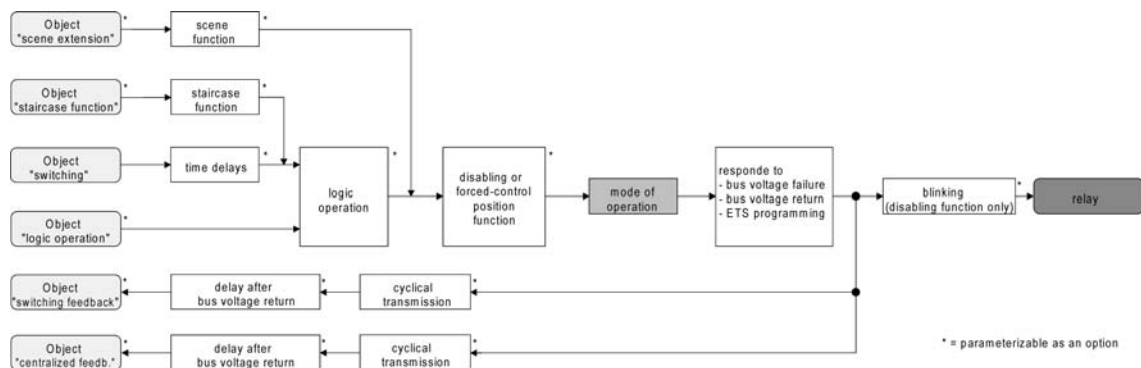 Object
"scene extension"
*
scene
function
*
Object
"staircase function"
*
staircase
function
*
Object
"switching"
time delays
*
Object
"logic operation"
*
logic
operation
*
disabling or
forced-control
position
function
*
mode of
operation
responde to
- bus voltage failure
- bus voltage return
- ETS programming
blinking
(disabling function only)
*
relay
Object
"switching feedback"
*
delay after
bus voltage return
*
cyclical
transmission
*
Object
"centralized feedb."
*
delay after
bus voltage return
*
cyclical
transmission
*
* = parameterizable as an option